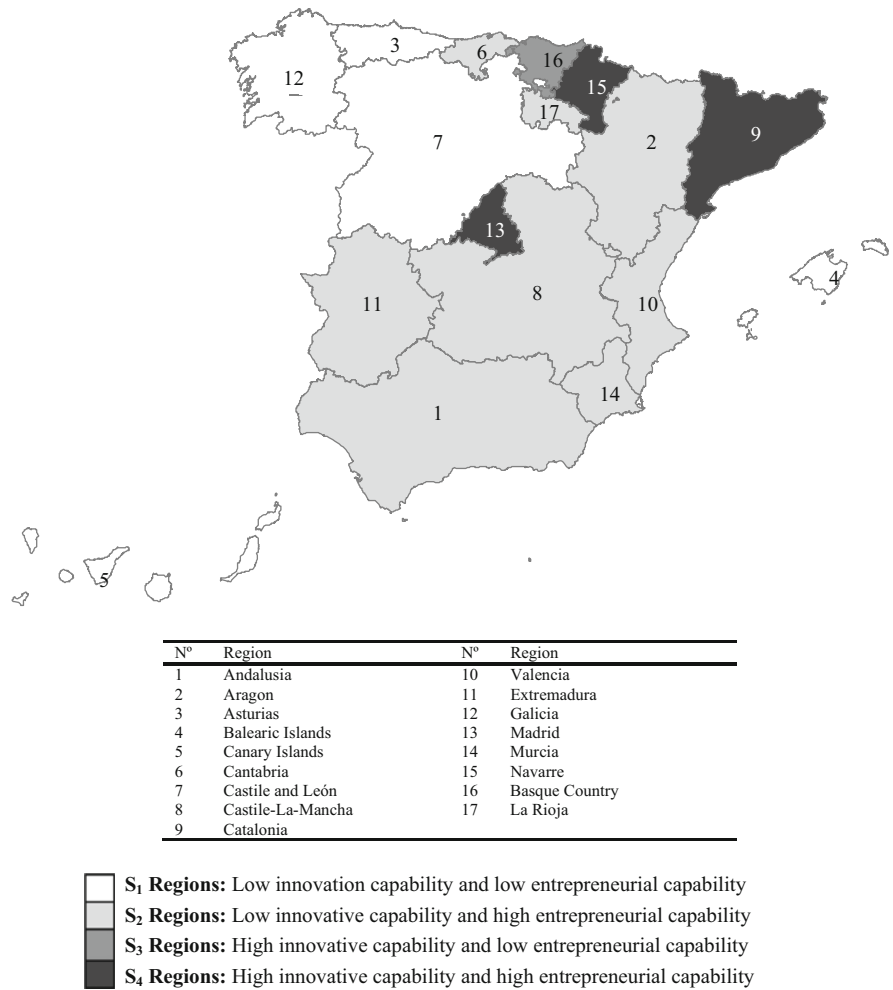 3
6
16
12
15
17
7
2
9
13
4
8
11
10
14
1
5
Nº Region Nº Region
1 Andalusia 10 Valencia
2 Aragon 11 Extremadura
3 Asturias 12 Galicia
4 Balearic Islands 13 Madrid
5 Canary Islands 14 Murcia
6 Cantabria 15 Navarre
7 Castile and León 16 Basque Country
8 Castile-La-Mancha 17 La Rioja
9 Catalonia
S₁ Regions: Low innovation capability and low entrepreneurial capability
S₂ Regions: Low innovative capability and high entrepreneurial capability
S₃ Regions: High innovative capability and low entrepreneurial capability
S₄ Regions: High innovative capability and high entrepreneurial capability